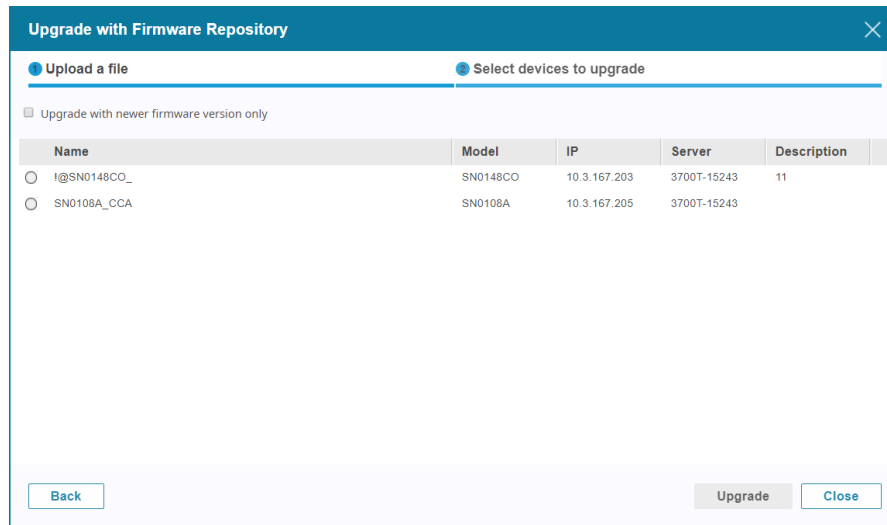 Upgrade with Firmware Repository
1 Upload a file
2 Select devices to upgrade
Upgrade with newer firmware version only
Name Model IP Server Description
!@SN0148CO_ SN0148CO 10.3.167.203 3700T-15243 11
SN0108A_CCA SN0108A 10.3.167.205 3700T-15243
Back Upgrade Close